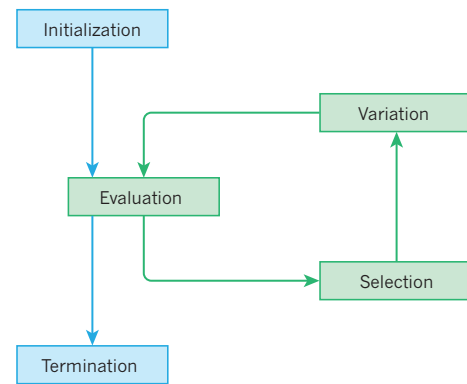 Initialization
Variation
Evaluation
Selection
Termination